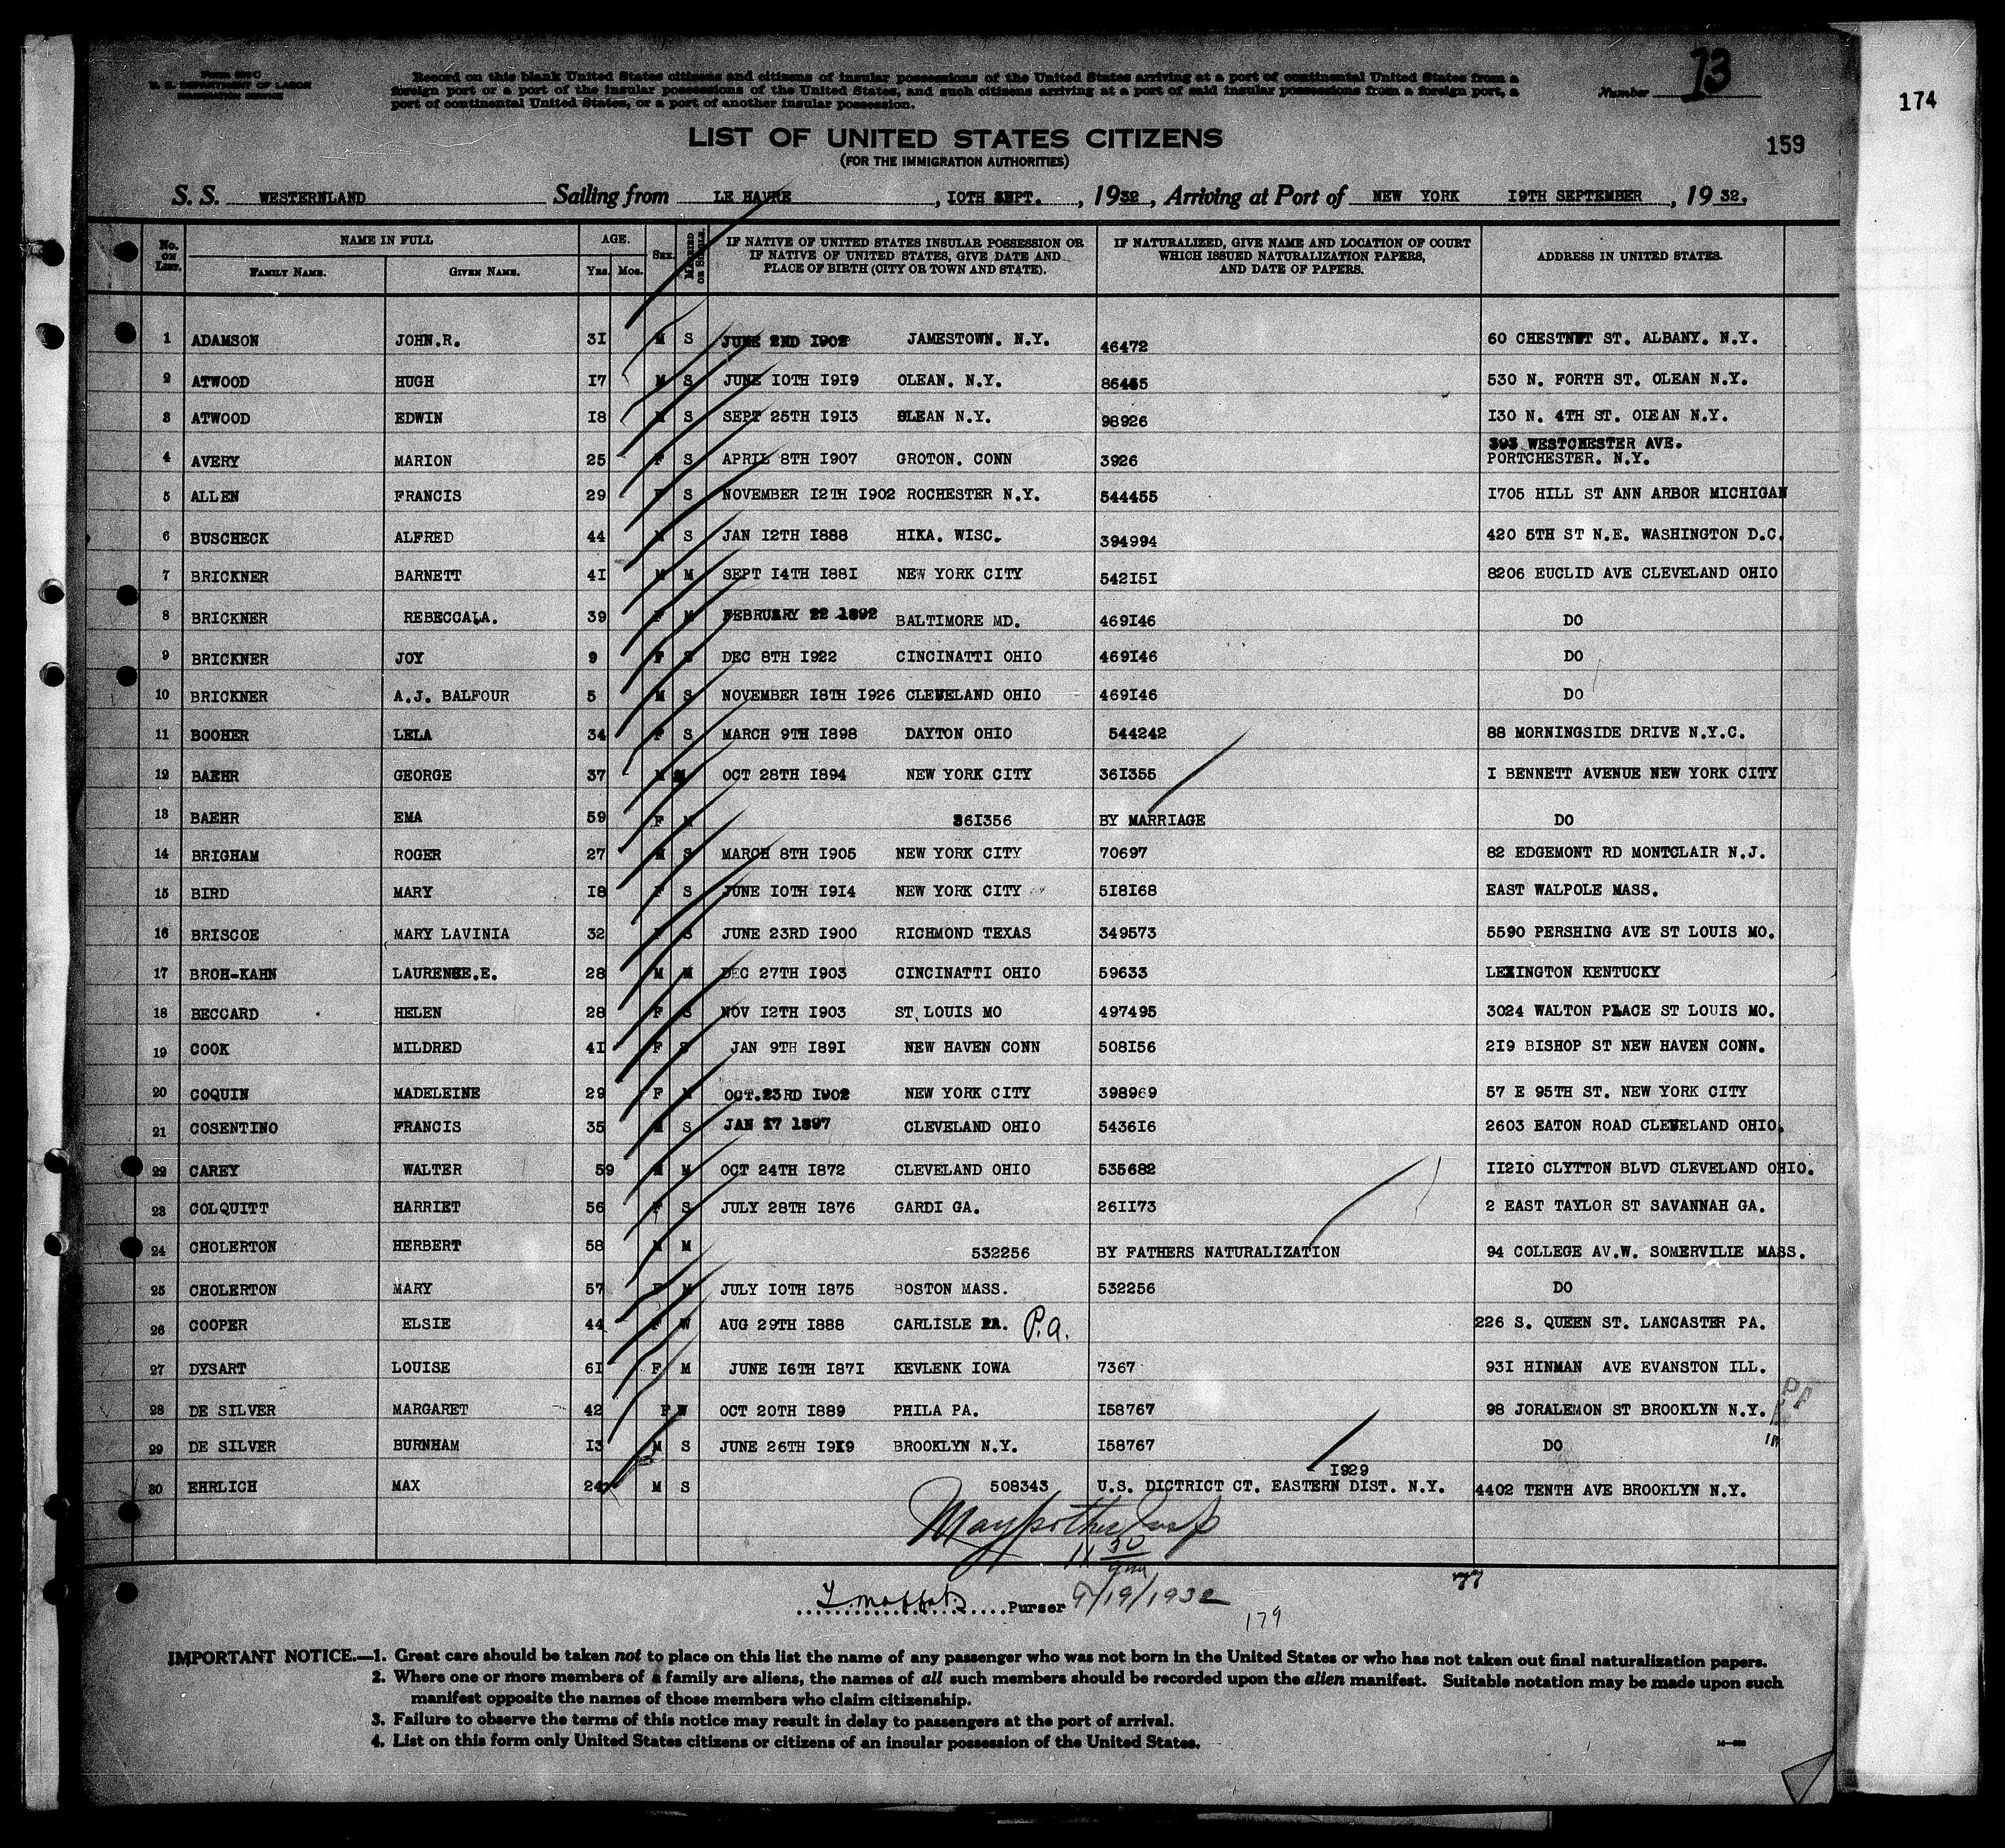 Form 630 C
U. S. DEPARTMENT OF LABOR
IMMIGRATION SERVICE
Record on this blank United States citizens and citizens of insular possessions of the United States arriving at a port of continental United States from a
foreign port or a port of the insular possessions of the United States, and such citizens arriving at a port of said insular possessions from a foreign port, a
port of continental United States, or a port of another insular possession.
Number 13
174
LIST OF UNITED STATES CITIZENS
(FOR THE IMMIGRATION AUTHORITIES)
159
S. S. WESTERNLAND Sailing from LE HAVRE , 10TH SEPT. , 1932 , Arriving at Port of NEW YORK 19TH SEPTEMBER , 1932.
No. ON LIST. NAME IN FULL AGE. SEX. MARRIED OR SINGLE. IF NATIVE OF UNITED STATES INSULAR POSSESSION OR IF NATIVE OF UNITED STATES, GIVE DATE AND PLACE OF BIRTH (CITY OR TOWN AND STATE). IF NATURALIZED, GIVE NAME AND LOCATION OF COURT WHICH ISSUED NATURALIZATION PAPERS, AND DATE OF PAPERS. ADDRESS IN UNITED STATES.
FAMILY NAME. GIVEN NAME. Yrs. Mos.
1 ADAMSON JOHN.R. 31 M S JUNE 2ND 1902 JAMESTOWN. N.Y. 46472 60 CHESTNUT ST. ALBANY. N.Y.
2 ATWOOD HUGH 17 M S JUNE 10TH 1919 OLEAN. N.Y. 86465 530 N. FORTH ST. OLEAN N.Y.
3 ATWOOD EDWIN 18 M S SEPT 25TH 1913 OLEAN N.Y. 98926 130 N. 4TH ST. OLEAN N.Y.
4 AVERY MARION 25 F S APRIL 8TH 1907 GROTON. CONN 3926 393 WESTCHESTER AVE.
PORTCHESTER. N.Y.
5 ALLEN FRANCIS 29 F S NOVEMBER 12TH 1902 ROCHESTER N.Y. 544455 1705 HILL ST ANN ARBOR MICHIGAN
6 BUSCHECK ALFRED 44 M S JAN 12TH 1888 HIKA. WISC. 394994 420 5TH ST N.E. WASHINGTON D.C.
7 BRICKNER BARNETT 41 M M SEPT 14TH 1881 NEW YORK CITY 542151 8206 EUCLID AVE CLEVELAND OHIO
8 BRICKNER REBECCALA. 39 F M FEBRUARY 22 1892 BALTIMORE MD. 469146 DO
9 BRICKNER JOY 9 F S DEC 8TH 1922 CINCINATTI OHIO 469146 DO
10 BRICKNER A.J. BALFOUR 5 M S NOVEMBER 18TH 1926 CLEVELAND OHIO 469146 DO
11 BOOHER LELA 34 F S MARCH 9TH 1898 DAYTON OHIO 544242 88 MORNINGSIDE DRIVE N.Y.C.
12 BAEHR GEORGE 37 M M OCT 28TH 1894 NEW YORK CITY 361355 1 BENNETT AVENUE NEW YORK CITY
13 BAEHR EMA 59 F M 361356 BY MARRIAGE DO
14 BRIGHAM ROGER 27 M S MARCH 8TH 1905 NEW YORK CITY 70697 82 EDGEMONT RD MONTCLAIR N.J.
15 BIRD MARY 18 F S JUNE 10TH 1914 NEW YORK CITY 518168 EAST WALPOLE MASS.
16 BRISCOE MARY LAVINIA 32 F S JUNE 23RD 1900 RICHMOND TEXAS 349573 5590 PERSHING AVE ST LOUIS MO.
17 BROH-KAHN LAURENCE.E. 28 M M DEC 27TH 1903 CINCINATTI OHIO 59633 LEXINGTON KENTUCKY
18 BECCARD HELEN 28 F S NOV 12TH 1903 ST LOUIS MO 497495 3024 WALTON PLACE ST LOUIS MO.
19 COOK MILDRED 41 F S JAN 9TH 1891 NEW HAVEN CONN 508156 219 BISHOP ST NEW HAVEN CONN.
20 COQUIN MADELEINE 29 F M OCT.23RD 1902 NEW YORK CITY 398969 57 E 95TH ST. NEW YORK CITY
21 COSENTINO FRANCIS 35 M S JAN 17 1897 CLEVELAND OHIO 543616 2603 EATON ROAD CLEVELAND OHIO.
22 CAREY WALTER 59 M M OCT 24TH 1872 CLEVELAND OHIO 535682 11210 CLYTTON BLVD CLEVELAND OHIO.
23 COLQUITT HARRIET 56 F S JULY 28TH 1876 GARDI GA. 261173 2 EAST TAYLOR ST SAVANNAH GA.
24 CHOLERTON HERBERT 58 M M 532256 BY FATHERS NATURALIZATION 94 COLLEGE AV.W. SOMERVILIE MASS.
25 CHOLERTON MARY 57 F M JULY 10TH 1875 BOSTON MASS. 532256 DO
26 COOPER ELSIE 44 F W AUG 29TH 1888 CARLISLE PA. P.a. 226 S. QUEEN ST. LANCASTER PA.
27 DYSART LOUISE 61 F M JUNE 16TH 1871 KEVLENK IOWA 7367 931 HINMAN AVE EVANSTON ILL.
28 DE SILVER MARGARET 42 F W OCT 20TH 1889 PHILA PA. 158767 98 JORALEMON ST BROOKLYN N.Y.
29 DE SILVER BURNHAM 13 M S JUNE 26TH 1919 BROOKLYN N.Y. 158767 DO
30 EHRLICH MAX 24 M S 508343 U.S. DICTRICT CT. EASTERN DIST. N.Y. 1929 4402 TENTH AVE BROOKLYN N.Y.
11 30
77
Purser 9/19/1932
179
IMPORTANT NOTICE.—1. Great care should be taken not to place on this list the name of any passenger who was not born in the United States or who has not taken out final naturalization papers.
2. Where one or more members of a family are aliens, the names of all such members should be recorded upon the alien manifest. Suitable notation may be made upon such
manifest opposite the names of those members who claim citizenship.
3. Failure to observe the terms of this notice may result in delay to passengers at the port of arrival.
4. List on this form only United States citizens or citizens of an insular possession of the United States.